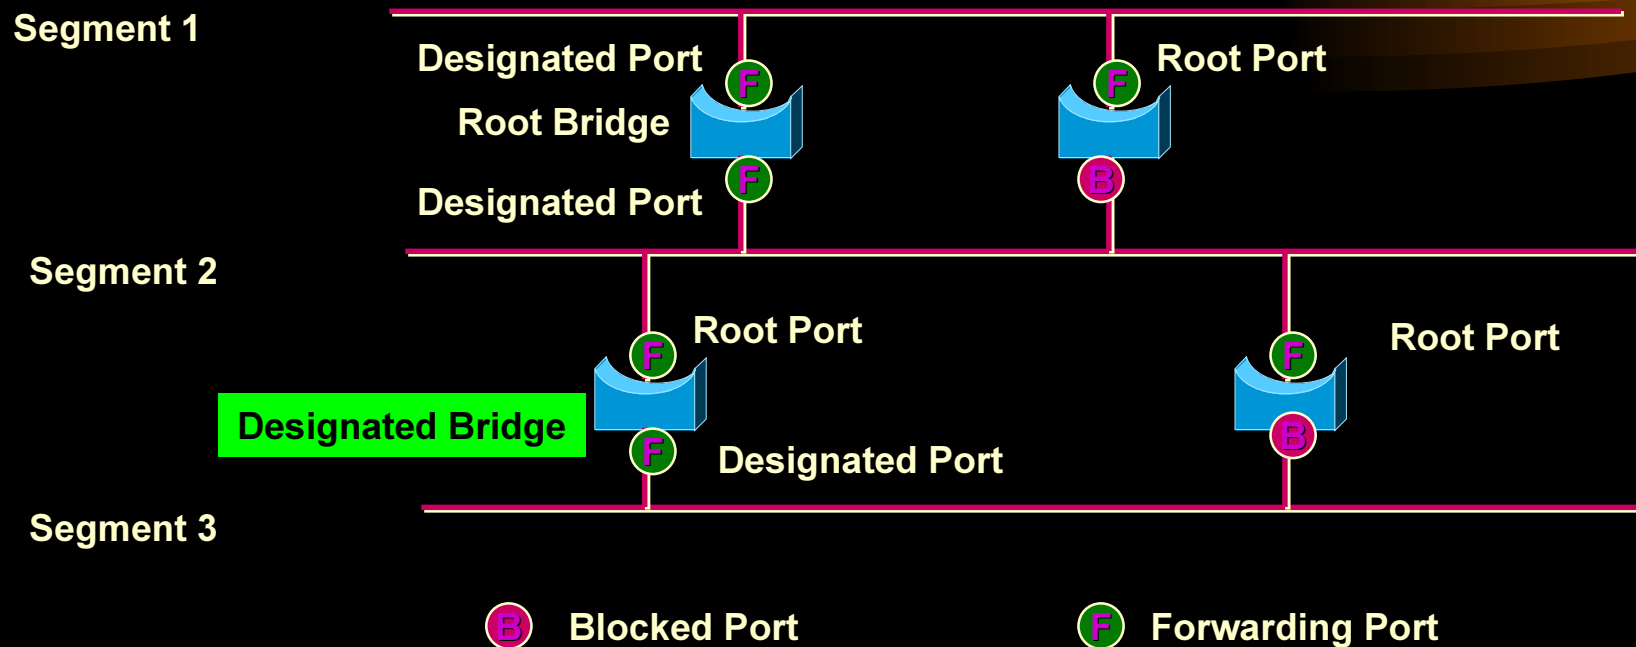 Segment 1
Designated Port
F
F
Root Port
Root Bridge
F
B
Designated Port
Segment 2
Root Port
Root Port
F
F
Designated Bridge
F
B
Designated Port
Segment 3
B Blocked Port
F Forwarding Port